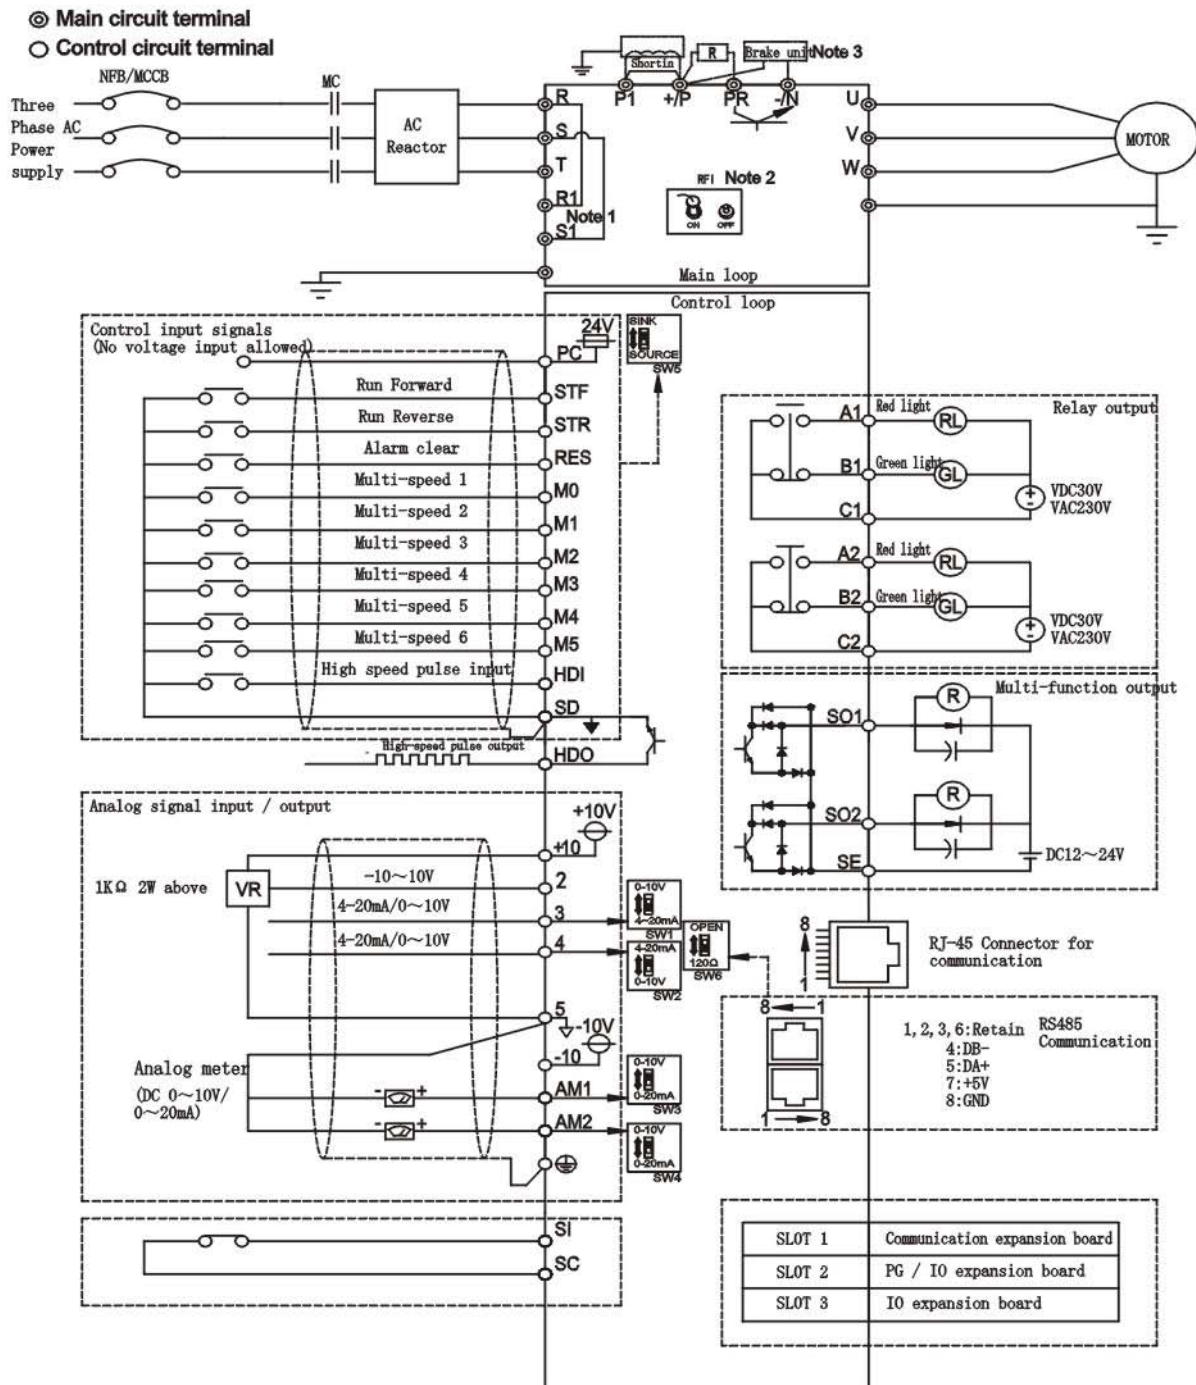 Main circuit terminal
Control circuit terminal
NFB/MCCB
MC
Three
Phase AC
Power
supply
AC
Reactor
R
S
T
R1
S1
Note 1
Shortin
R
Brake unit
Note 3
P1
+/P
PR
-/N
RFI Note 2
ON
OFF
U
V
W
MOTOR
Main loop
Control loop
Control input signals
(No voltage input allowed)
24V
PC
SINK
SOURCE
SW5
Run Forward
STF
Run Reverse
STR
Alarm clear
RES
Multi-speed 1
M0
Multi-speed 2
M1
Multi-speed 3
M2
Multi-speed 4
M3
Multi-speed 5
M4
Multi-speed 6
M5
High speed pulse input
HDI
SD
High-speed pulse output
HDO
Relay output
A1
Red light
RL
B1
Green light
GL
C1
+
-
VDC30V
VAC230V
A2
Red light
RL
B2
Green light
GL
C2
+
-
VDC30V
VAC230V
Multi-function output
R
SO1
R
SO2
SE
DC12～24V
Analog signal input / output
+10V
+10
1KΩ 2W above
VR
-10～10V
2
4-20mA/0～10V
3
4-20mA/0～10V
4
5
-10V
-10
0-10V
4~20mA
SW1
4-20mA
0-10V
SW2
OPEN
120Ω
SW6
Analog meter
(DC 0～10V/
0～20mA)
- +
AM1
- +
AM2
0-10V
0-20mA
SW3
0-10V
0-20mA
SW4
8
1
RJ-45 Connector for
communication
8
1
1
8
1,2,3,6:Retain
4:DB-
5:DA+
7:+5V
8:GND
RS485
Communication
SI
SC
SLOT 1 Communication expansion board
SLOT 2 PG / IO expansion board
SLOT 3 IO expansion board